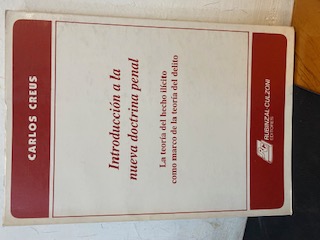 CARLOS CREUS
Introducción a la
nueva doctrina penal
La teoría del hecho ilícito
como marco de la teoría del delito
RUBINZAL-CULZONI
EDITORES